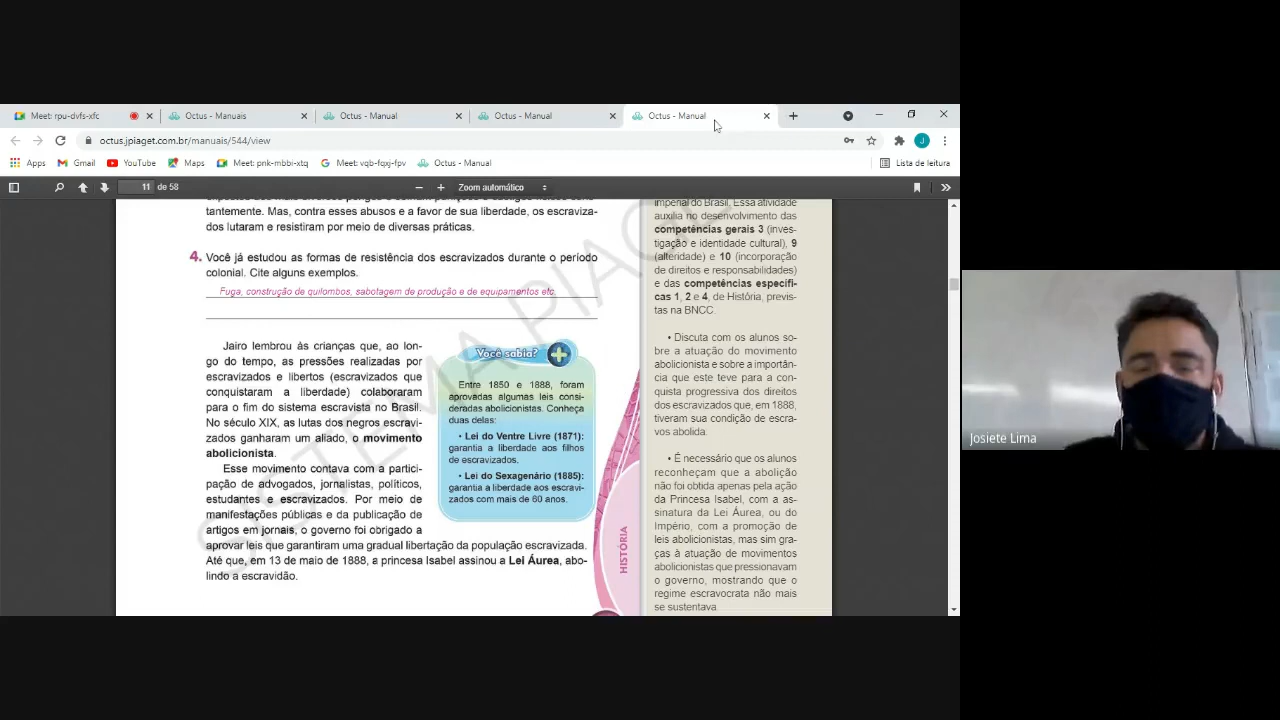 Meet: rpu-dvfs-xfc
Octus - Manuais
Octus - Manual
Octus - Manual
Octus - Manual
octus.jpiaget.com.br/manuais/544/view
J
Apps
Gmail
YouTube
Maps
Meet: pnk-mbbi-xtq
Meet: vqb-fqxj-fpv
Octus - Manual
Lista de leitura
11 de 58
Zoom automático
tantemente. Mas, contra esses abusos e a favor de sua liberdade, os escraviza-
dos lutaram e resistiram por meio de diversas práticas.
4. Você já estudou as formas de resistência dos escravizados durante o período
colonial. Cite alguns exemplos.
Fuga, construção de quilombos, sabotagem de produção e de equipamentos etc.
Jairo lembrou às crianças que, ao lon-
go do tempo, as pressões realizadas por
escravizados e libertos (escravizados que
conquistaram a liberdade) colaboraram
para o fim do sistema escravista no Brasil.
No século XIX, as lutas dos negros escravi-
zados ganharam um aliado, o movimento
abolicionista.
Esse movimento contava com a partici-
pação de advogados, jornalistas, políticos,
estudantes e escravizados. Por meio de
manifestações públicas e da publicação de
artigos em jornais, o governo foi obrigado a
aprovar leis que garantiram uma gradual libertação da população escravizada.
Até que, em 13 de maio de 1888, a princesa Isabel assinou a Lei Áurea, abo-
lindo a escravidão.
Você sabia?
Entre 1850 e 1888, foram
aprovadas algumas leis consi-
deradas abolicionistas. Conheça
duas delas:
• Lei do Ventre Livre (1871):
garantia a liberdade aos filhos
de escravizados.
• Lei do Sexagenário (1885):
garantia a liberdade aos escravi-
zados com mais de 60 anos.
HISTÓRIA
SISTEMA PIAGE
imperial do Brasil. Essa atividade
auxilia no desenvolvimento das
competências gerais 3 (inves-
tigação e identidade cultural), 9
(alteridade) e 10 (incorporação
de direitos e responsabilidades)
e das competências específi-
cas 1, 2 e 4, de História, previs-
tas na BNCC.
• Discuta com os alunos so-
bre a atuação do movimento
abolicionista e sobre a importân-
cia que este teve para a con-
quista progressiva dos direitos
dos escravizados que, em 1888,
tiveram sua condição de escra-
vos abolida.
• É necessário que os alunos
reconheçam que a abolição
não foi obtida apenas pela ação
da Princesa Isabel, com a as-
sinatura da Lei Áurea, ou do
Império, com a promoção de
leis abolicionistas, mas sim gra-
ças à atuação de movimentos
abolicionistas que pressionavam
o governo, mostrando que o
regime escravocrata não mais
se sustentava.
Josiete Lima